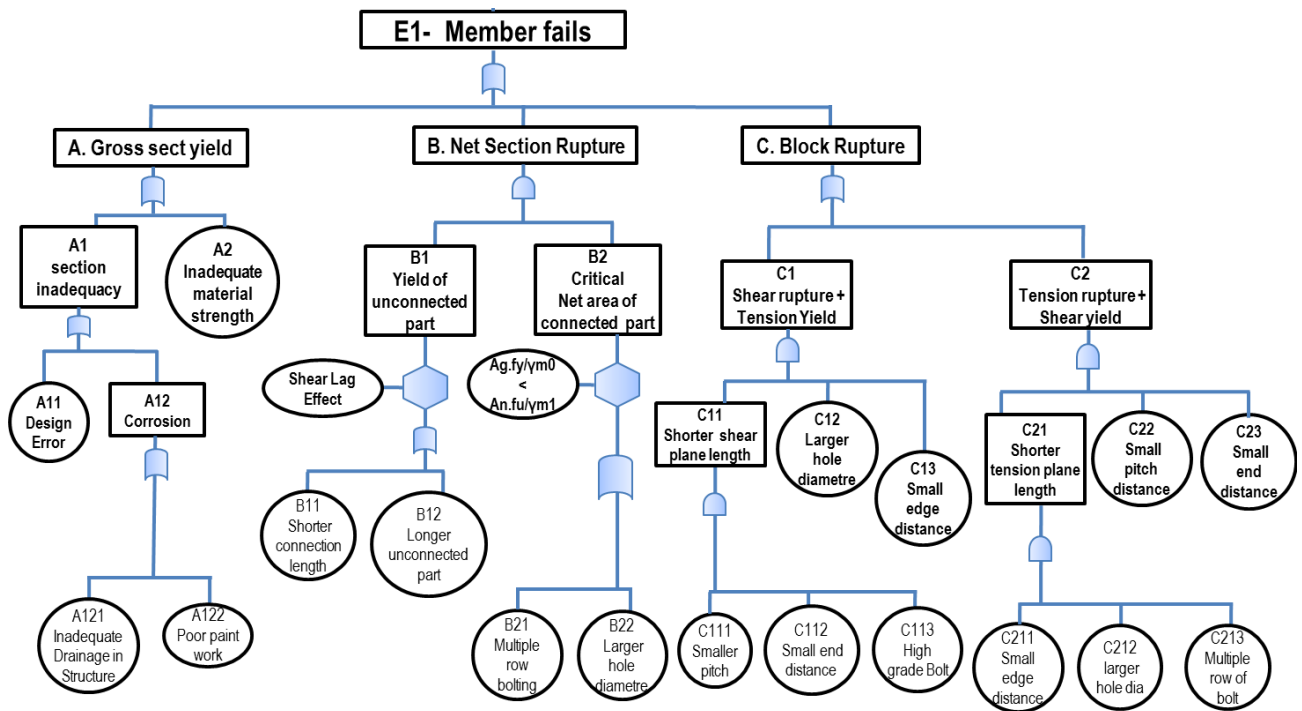 E1-  Member fails
A. Gross sect yield
B. Net Section Rupture
C. Block Rupture
A1
section
inadequacy
A2
Inadequate
material
strength
B1
Yield of
unconnected
part
B2
Critical
Net area of
connected  part
C1
Shear rupture +
Tension Yield
C2
Tension rupture +
Shear yield
Shear Lag
Effect
Ag.fy/γm0
<
An.fu/γm1
A11
Design
Error
A12
Corrosion
C11
Shorter  shear
plane length
C12
Larger
hole
diametre
C13
Small
edge
distance
C21
Shorter
tension plane
length
C22
Small
pitch
distance
C23
Small
end
distance
B11
Shorter
connection
length
B12
Longer
unconnected
part
A121
Inadequate
Drainage in
Structure
A122
Poor paint
work
B21
Multiple
row
bolting
B22
Larger
hole
diametre
C111
Smaller
pitch
C112
Small end
distance
C113
High
grade Bolt
C211
Small
edge
distance
C212
larger
hole dia
C213
Multiple
row of
bolt